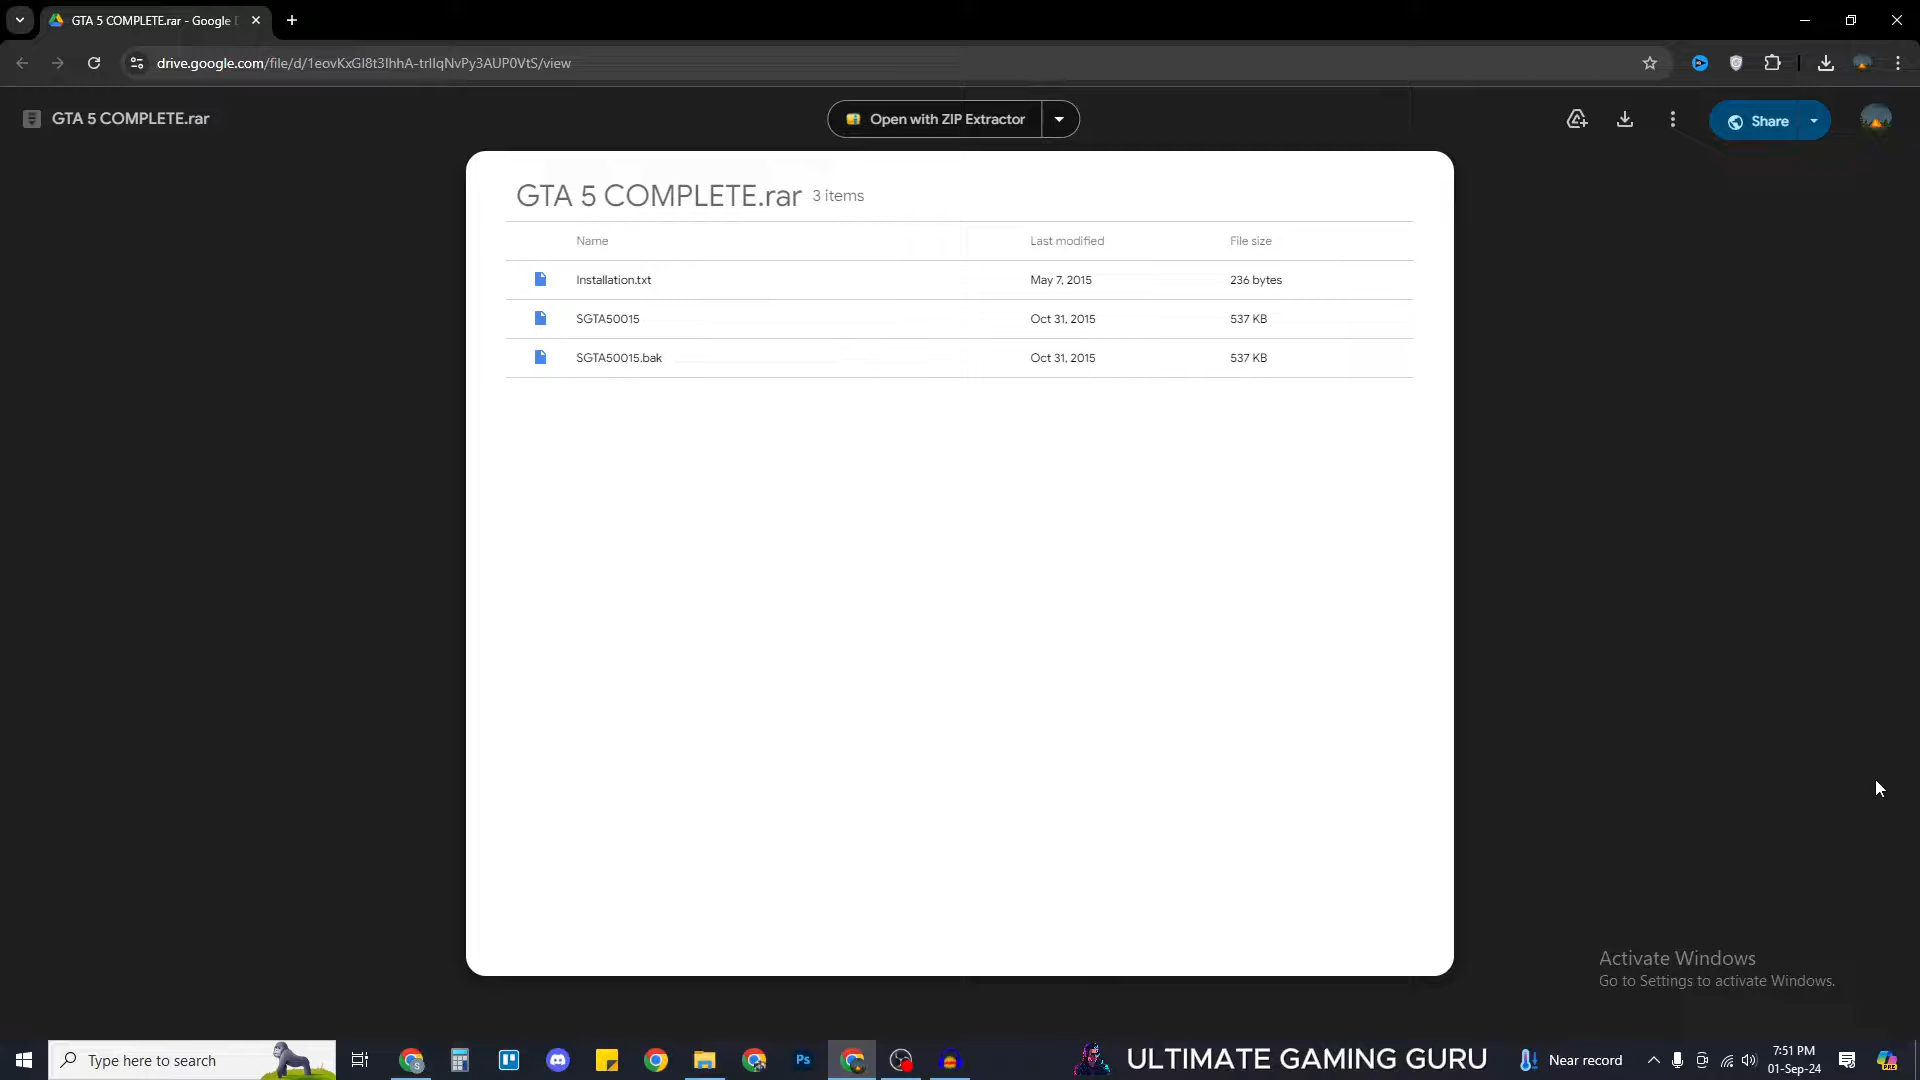 GTA 5 COMPLETE.rar - Google D
drive.google.com/file/d/1eovKxGl8t3lhhA-trIlqNvPy3AUP0VtS/view
GTA 5 COMPLETE.rar
Open with ZIP Extractor
Share
GTA 5 COMPLETE.rar 3 items
Name Last modified File size
Installation.txt May 7, 2015 236 bytes
SGTA50015 Oct 31, 2015 537 KB
SGTA50015.bak Oct 31, 2015 537 KB
Activate Windows
Go to Settings to activate Windows.
Type here to search
Ps
ULTIMATE GAMING GURU
Near record
7:51 PM
01-Sep-24